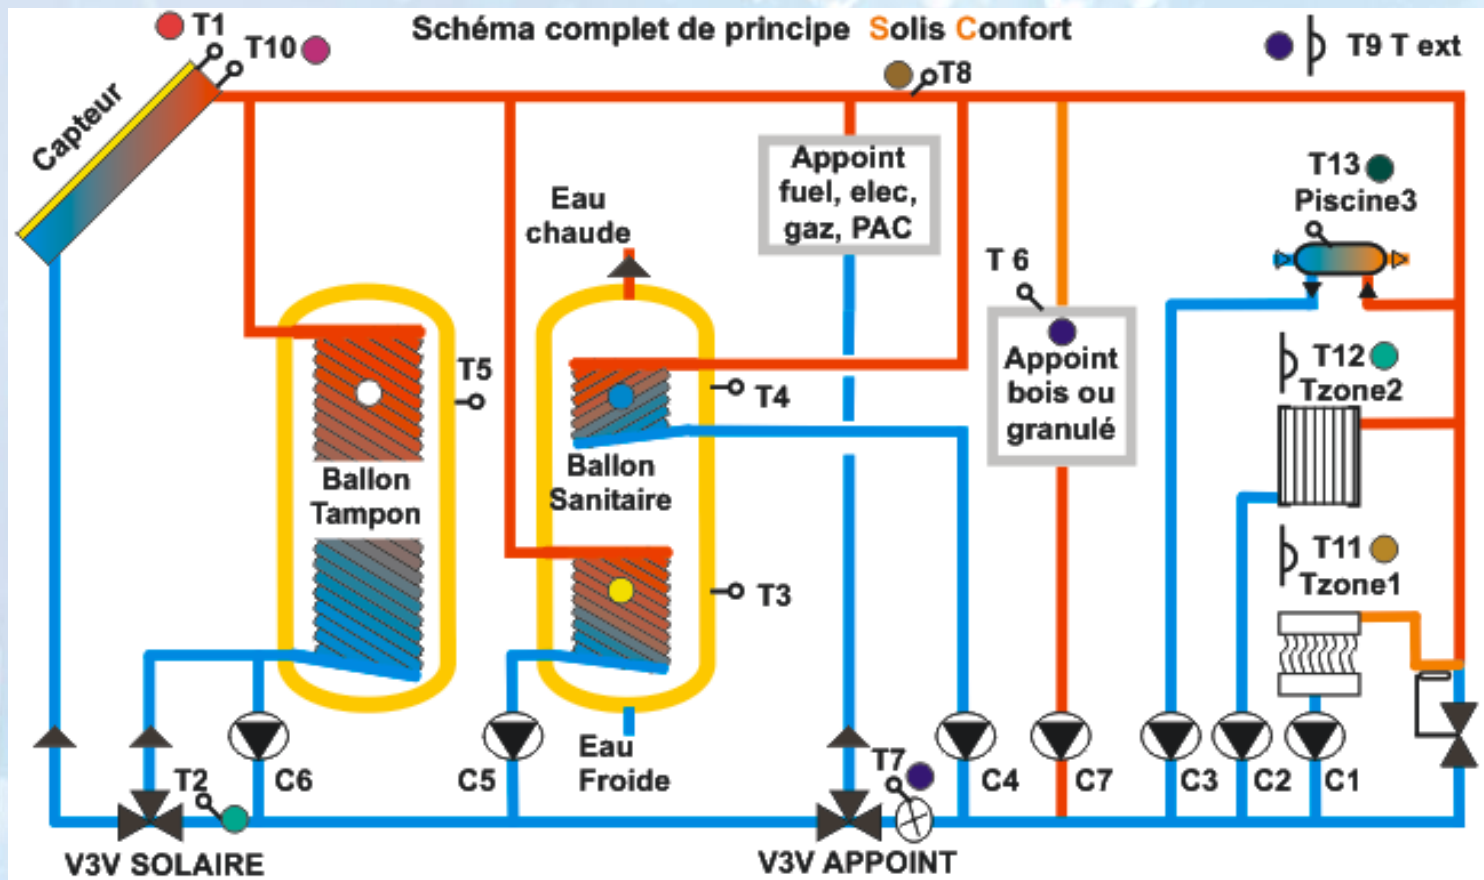 Schéma complet de principe Solis Confort
T1
T10
T9 T ext
T8
Capteur
Appoint
fuel, elec,
gaz, PAC
T13
Piscine3
Eau
chaude
T 6
Appoint
bois ou
granulé
T12
Tzone2
T5
T4
Ballon
Tampon
Ballon
Sanitaire
T11
Tzone1
T3
Eau
Froide
T2
C6
C5
T7
C4
C7
C3
C2
C1
V3V SOLAIRE
V3V APPOINT